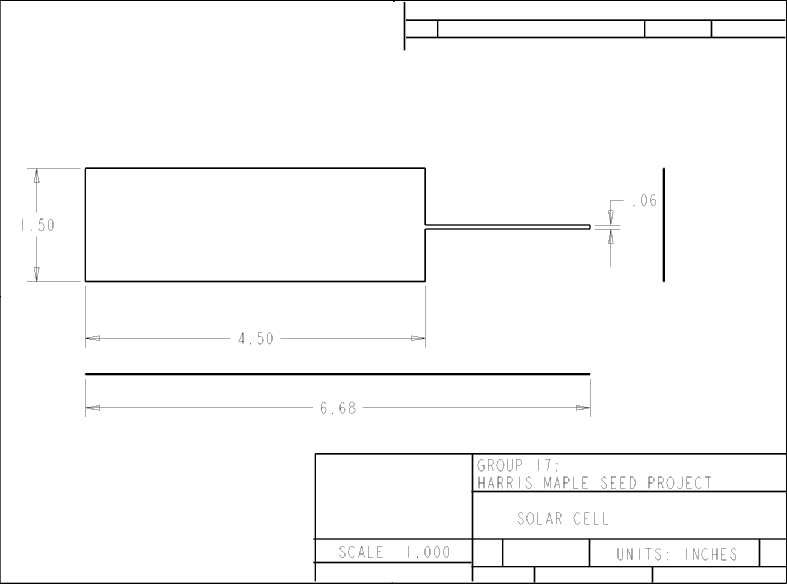 .06
1.50
4.50
6.68
GROUP 17:
HARRIS MAPLE SEED PROJECT
SOLAR CELL
SCALE 1.000
UNITS: INCHES